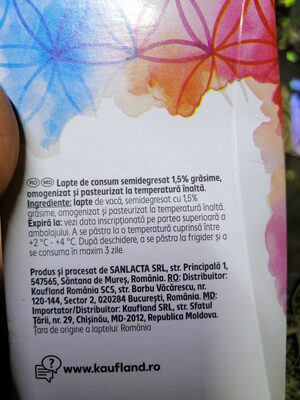 RO MD Lapte de consum semidegresat 1,5% grăsime,
omogenizat și pasteurizat la temperatură înaltă.
Ingrediente: lapte de vacă, semidegresat cu 1,5%
grăsime, omogenizat și pasteurizat la temperatură înaltă.
Expiră la: vezi data inscripționată pe partea superioară a
ambalajului. A se păstra la o temperatură cuprinsă între
+2 °C - +4 °C. După deschidere, a se păstra la frigider și a
se consuma în maxim 3 zile.
Produs și procesat de SANLACTA SRL, str. Principală 1,
547565, Sântana de Mureș, România. RO: Distribuitor:
Kaufland România SCS, str. Barbu Văcărescu, nr.
120-144, Sector 2, 020284 București, România. MD:
Importator/Distribuitor: Kaufland SRL, str. Sfatul
Țării, nr. 29, Chișinău, MD-2012, Republica Moldova.
Țara de origine a laptelui: România
www.kaufland.ro